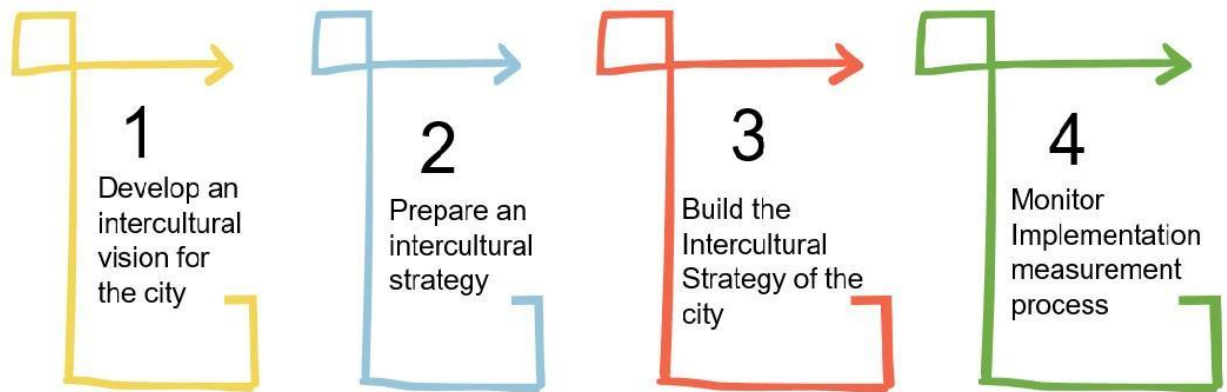 1
Develop an
intercultural
vision for
the city
2
Prepare an
intercultural
strategy
3
Build the
Intercultural
Strategy of the
city
4
Monitor
Implementation
measurement
process